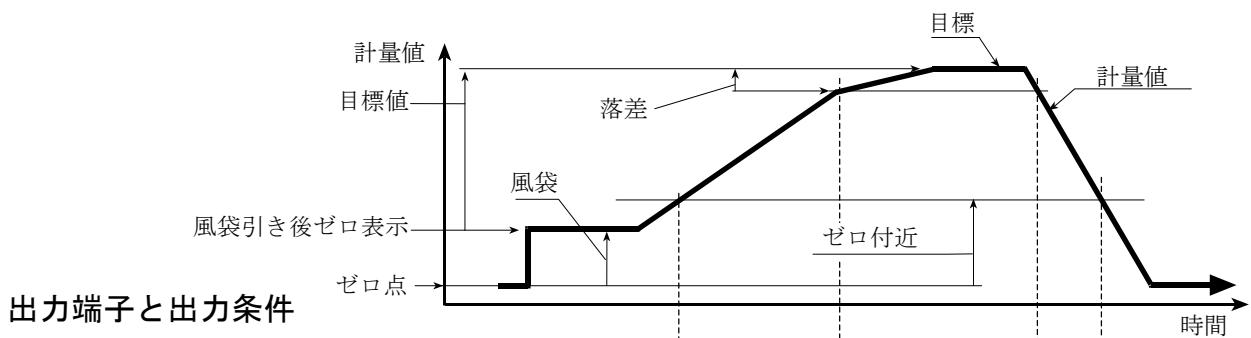 目標
計量値
計量値
目標値
落差
風袋
風袋引き後ゼロ表示
ゼロ付近
ゼロ点
出力端子と出力条件
時間